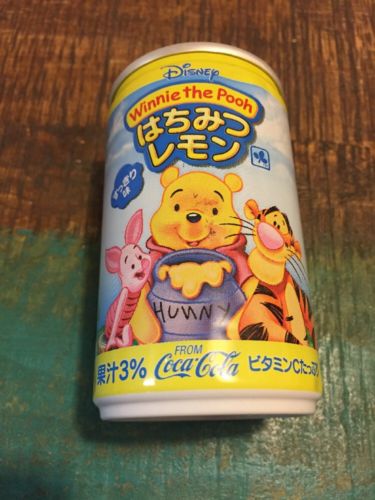 Disney
Winnie the Pooh
はちみつ
レモン
すっきり
味
HUNNY
果汁3%
FROM
Coca-Cola
ビタミンCたっぷり